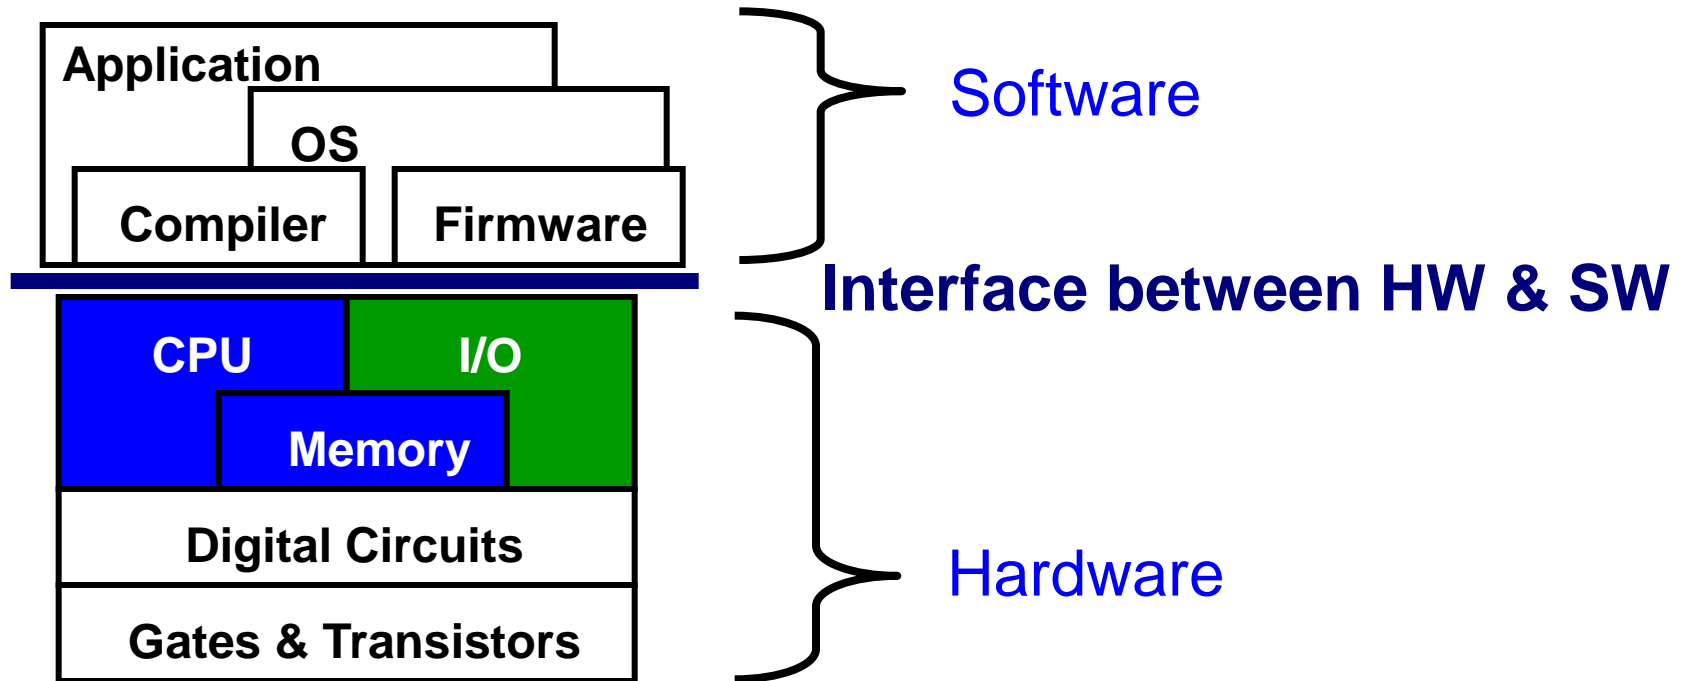 Application
OS
Compiler
Firmware
Software
Interface between HW & SW
CPU
I/O
Memory
Digital Circuits
Gates & Transistors
Hardware